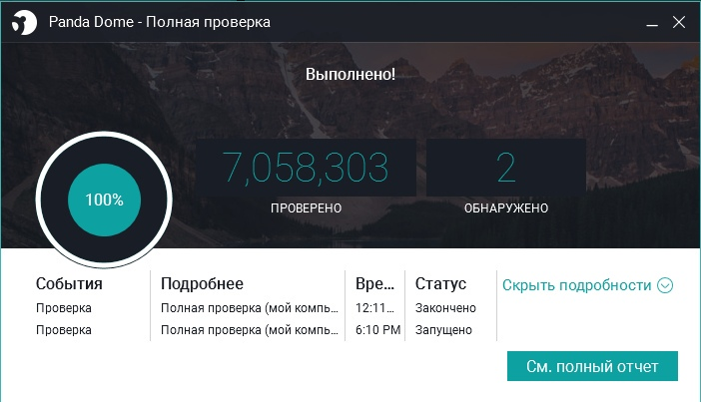 Panda Dome - Полная проверка
Выполнено!
100%
7,058,303
2
ПРОВЕРЕНО
ОБНАРУЖЕНО
События Подробнее Вре... Статус Скрыть подробности
Проверка Полная проверка (мой компь... 12:11... Закончено
Проверка Полная проверка (мой компь... 6:10 PM Запущено
См. полный отчет